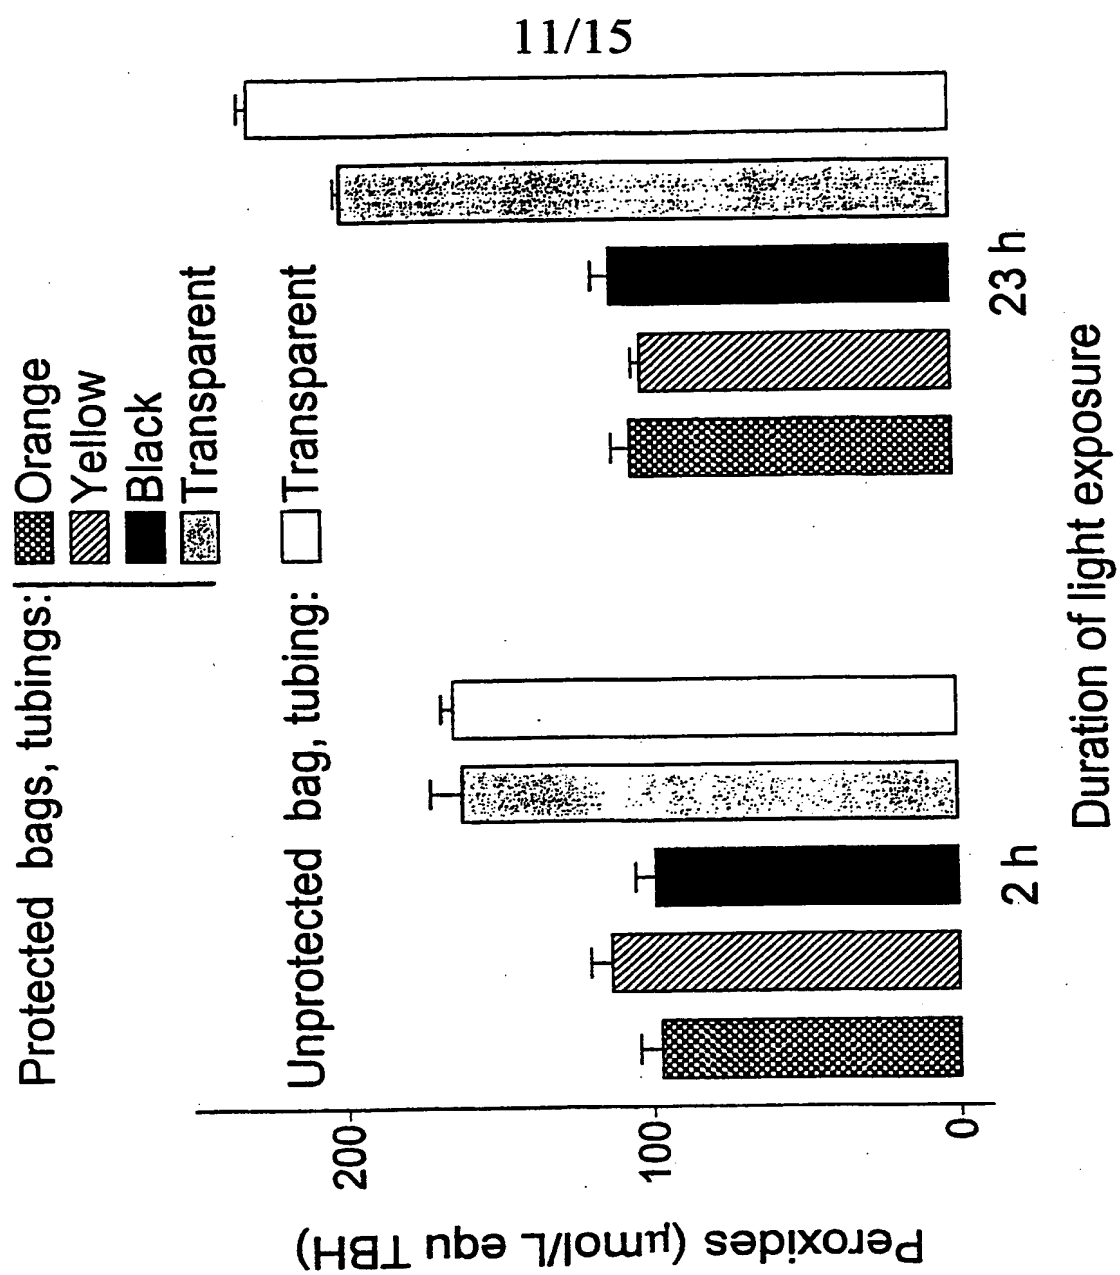 11/15
Protected bags, tubings:
Orange
Yellow
Black
Transparent
Unprotected bag, tubing:
Transparent
Peroxides (µmol/L equ TBH)
200
100
0
2 h
23 h
Duration of light exposure